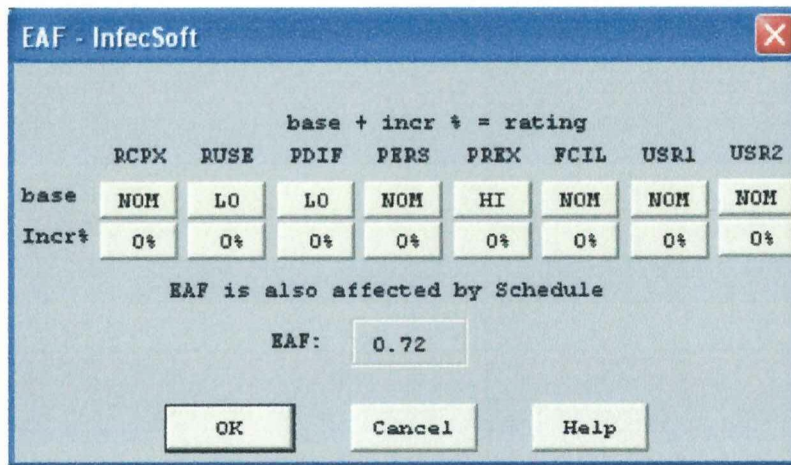 EAF - InfecSoft
base + incr % = rating
RCPX RUSE PDIF PERS PREX FCIL USR1 USR2
base NOM LO LO NOM HI NOM NOM NOM
Incr% 0% 0% 0% 0% 0% 0% 0% 0%
EAF is also affected by Schedule
EAF: 0.72
OK Cancel Help